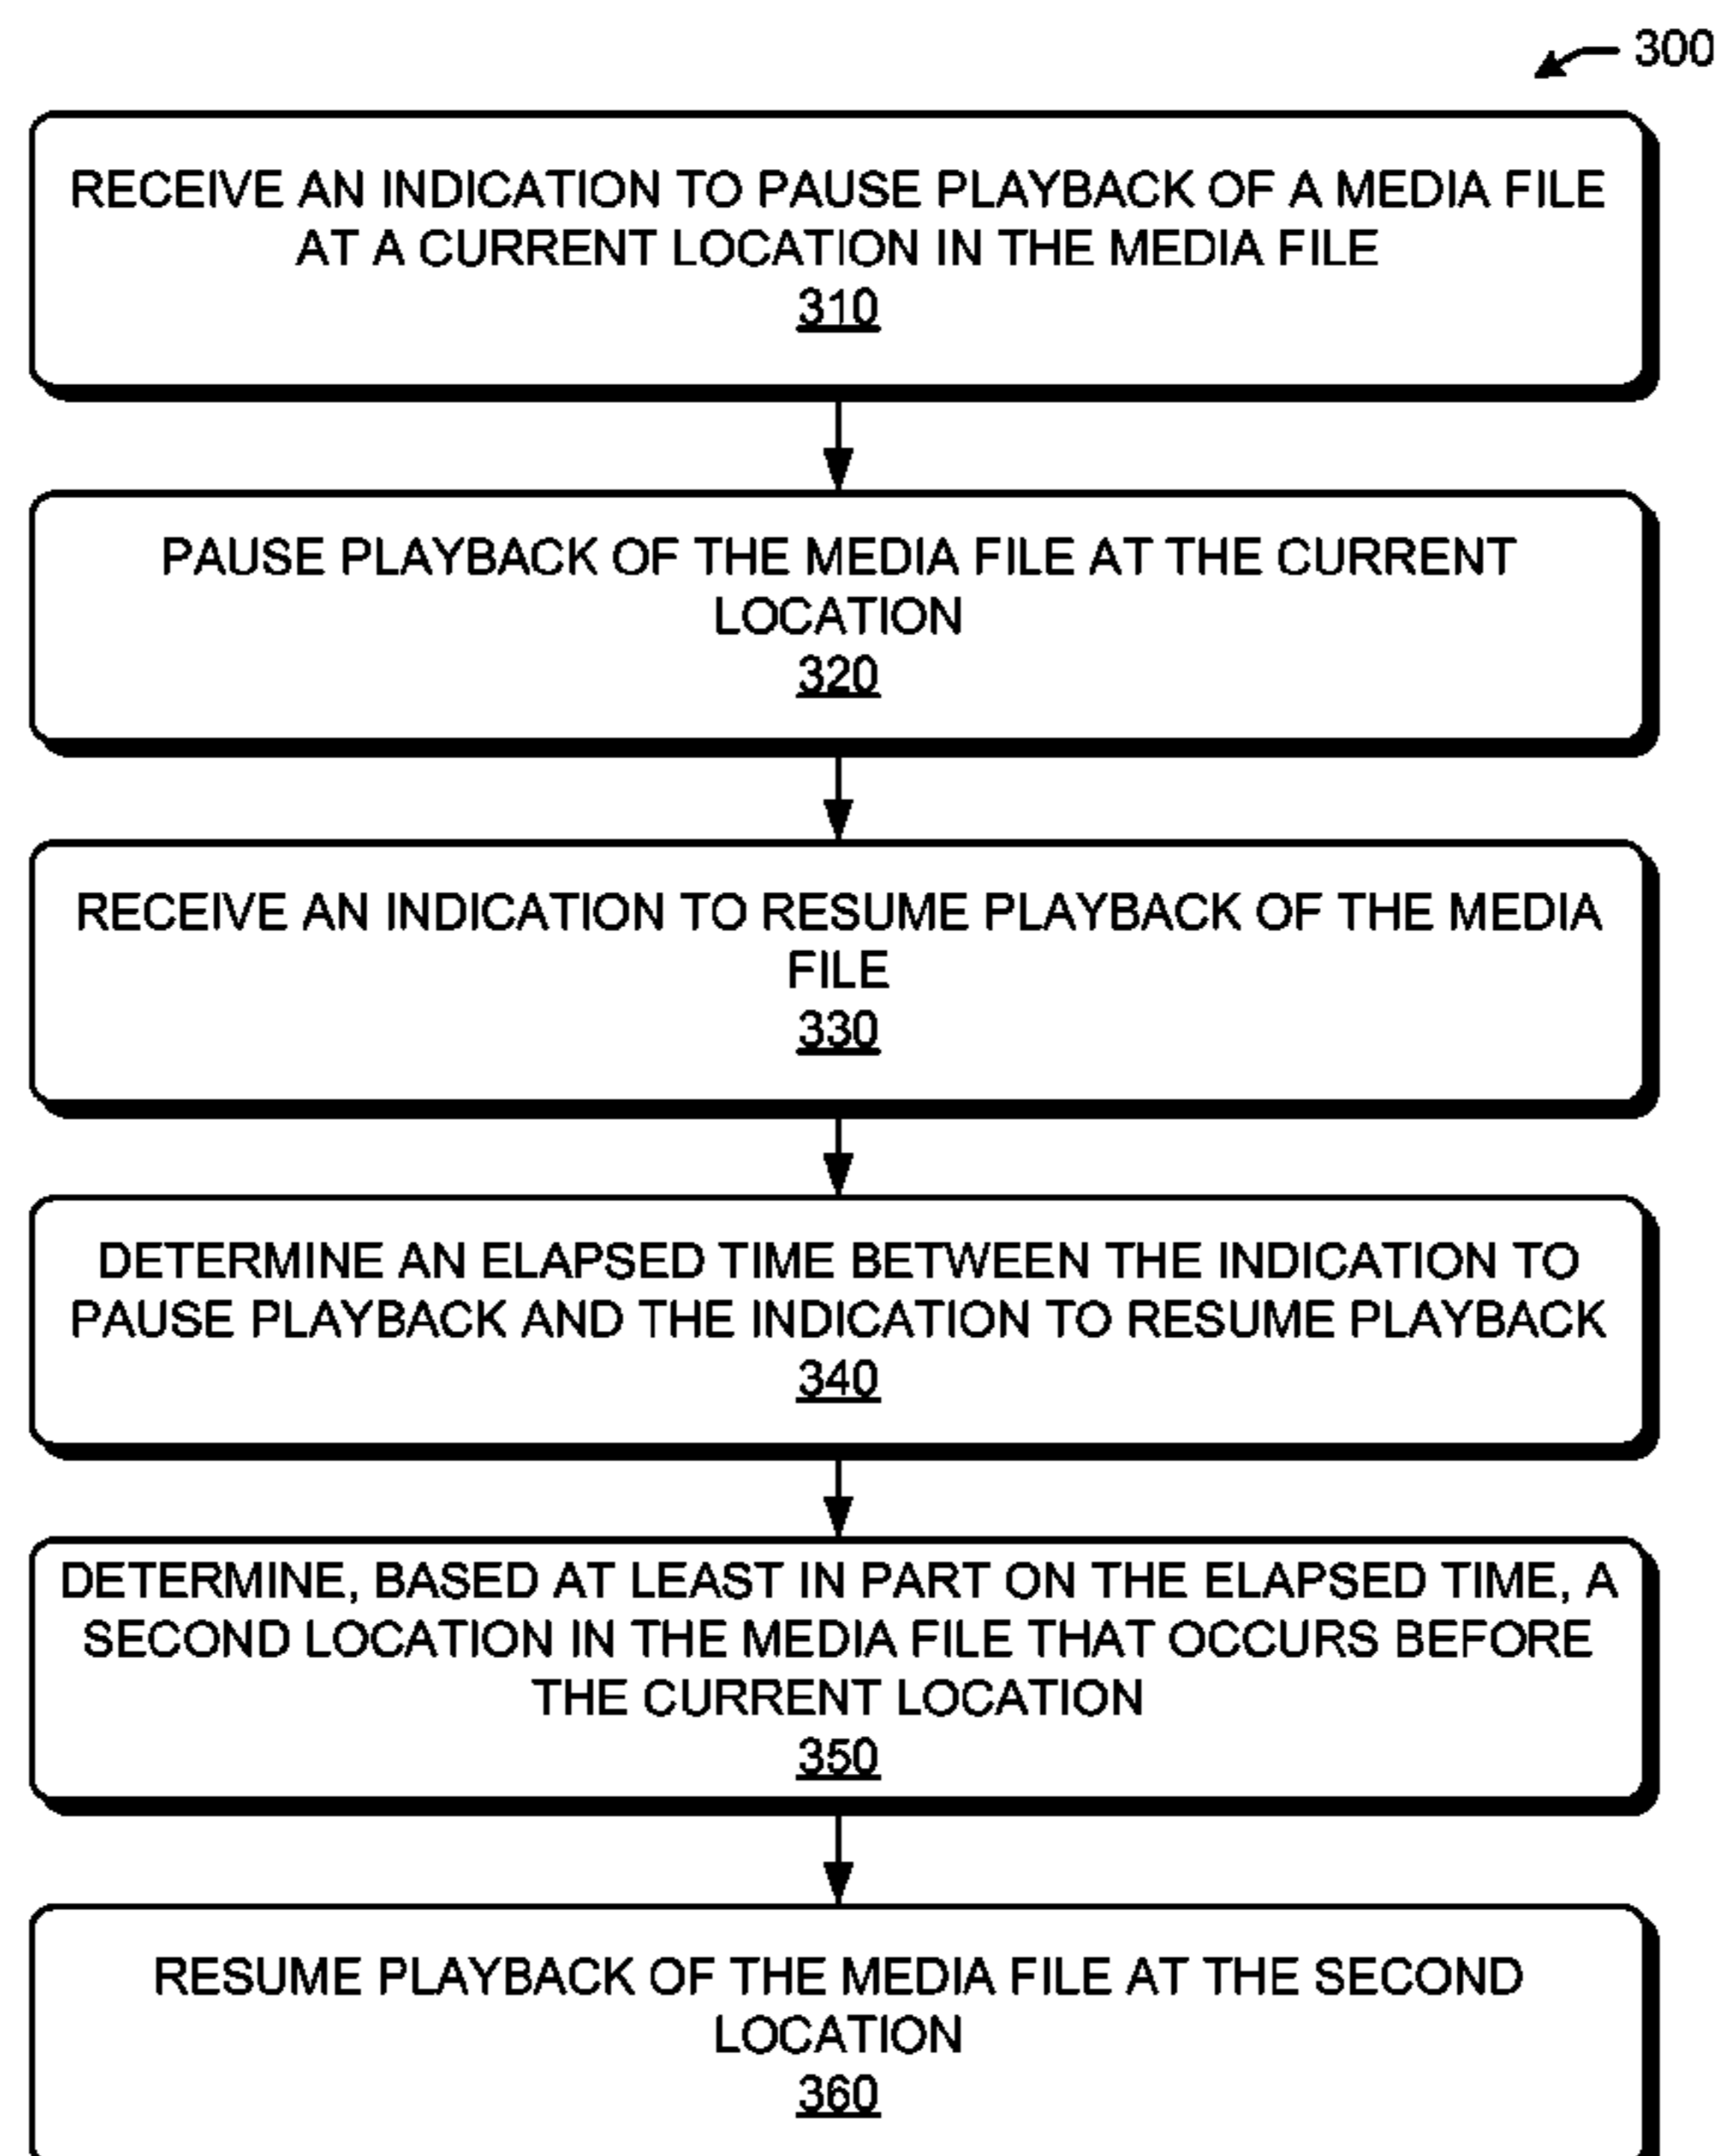 300
RECEIVE AN INDICATION TO PAUSE PLAYBACK OF A MEDIA FILE
AT A CURRENT LOCATION IN THE MEDIA FILE
310
PAUSE PLAYBACK OF THE MEDIA FILE AT THE CURRENT
LOCATION
320
RECEIVE AN INDICATION TO RESUME PLAYBACK OF THE MEDIA
FILE
330
DETERMINE AN ELAPSED TIME BETWEEN THE INDICATION TO
PAUSE PLAYBACK AND THE INDICATION TO RESUME PLAYBACK
340
DETERMINE, BASED AT LEAST IN PART ON THE ELAPSED TIME, A
SECOND LOCATION IN THE MEDIA FILE THAT OCCURS BEFORE
THE CURRENT LOCATION
350
RESUME PLAYBACK OF THE MEDIA FILE AT THE SECOND
LOCATION
360